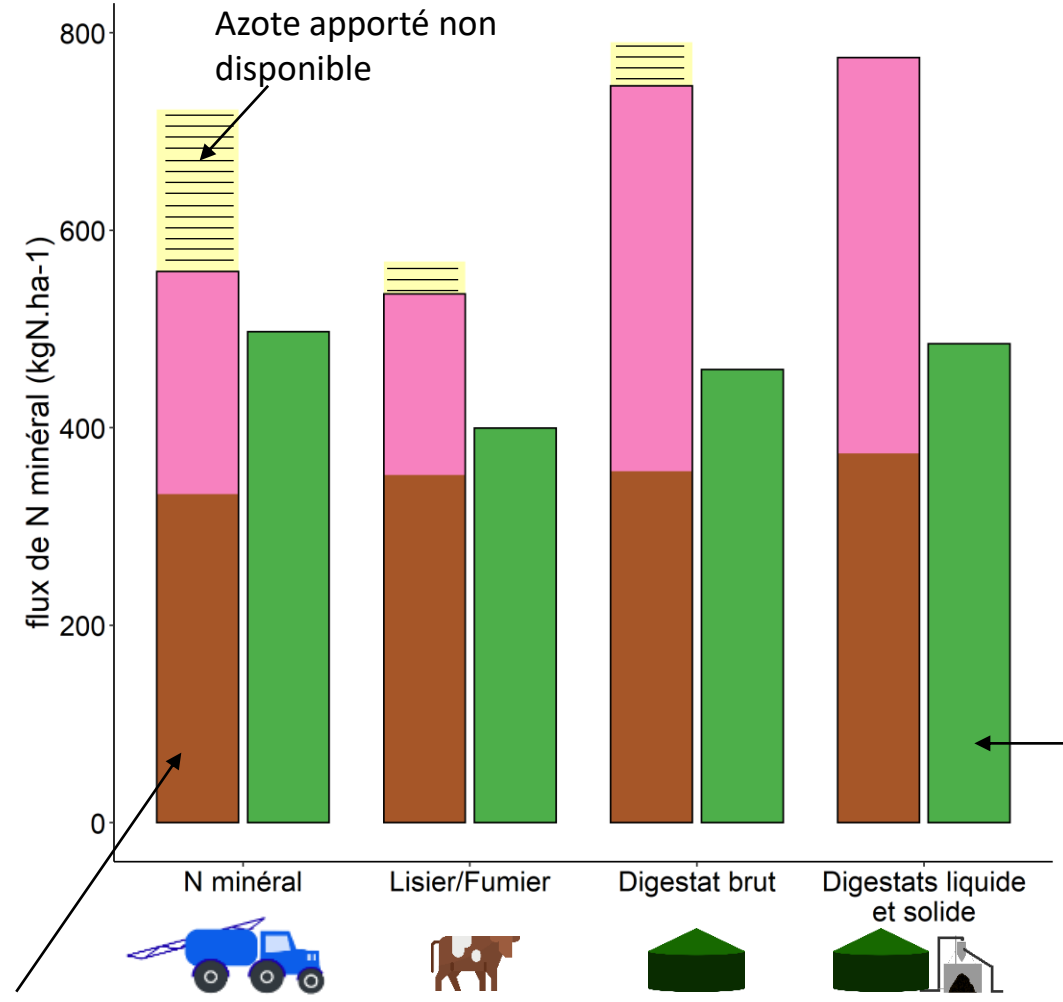 Azote apporté non
disponible
flux de N minéral (kgN.ha-1)
800
600
400
200
0
N minéral
Lisier/Fumier
Digestat brut
Digestats liquide
et solide